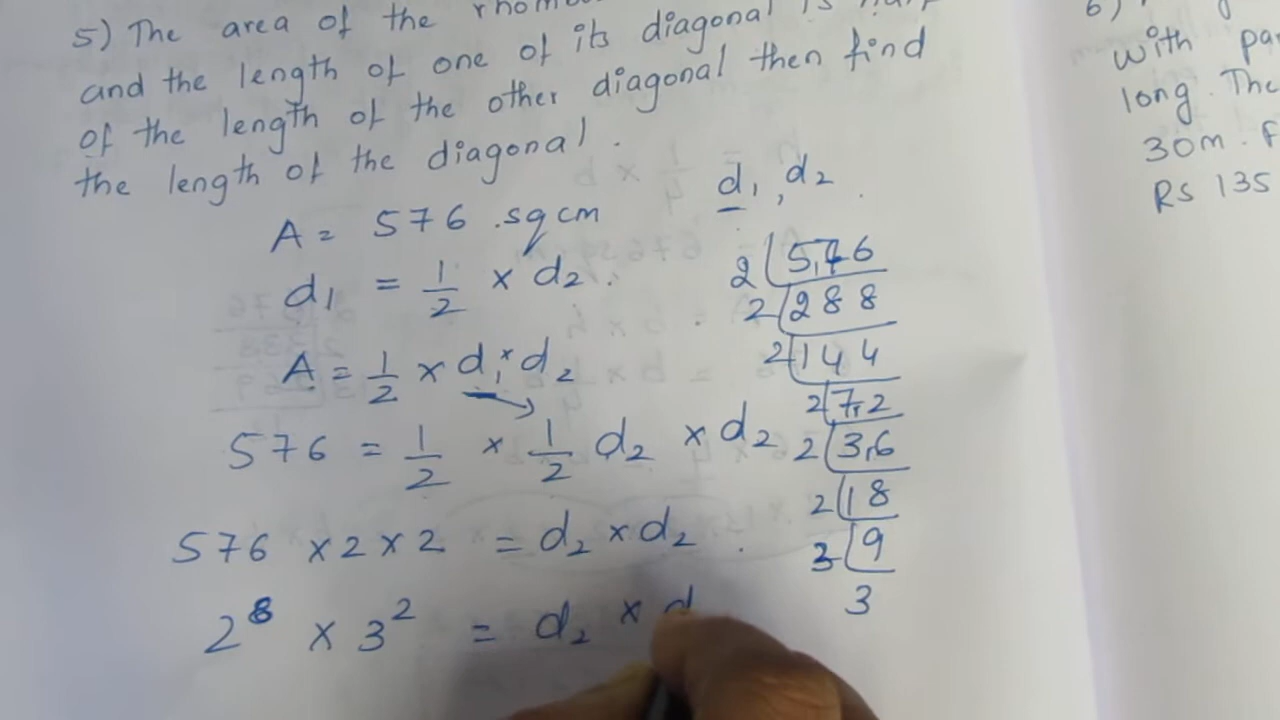 5) The area of the
and the length of one of its diagonal is
of the length of the other diagonal then find
the length of the diagonal.
A = 576 .sqcm
d1 = 1/2 × d2.
A = 1/2 × d1 × d2
576 = 1/2 × 1/2 d2 × d2
576 × 2 × 2 = d2 × d2
2^8 × 3^2 = d2 × d
d1, d2
2 576
2 288
2 144
2 72
2 36
2 18
3 9
3
6)
with
long. The
30m.
Rs 135